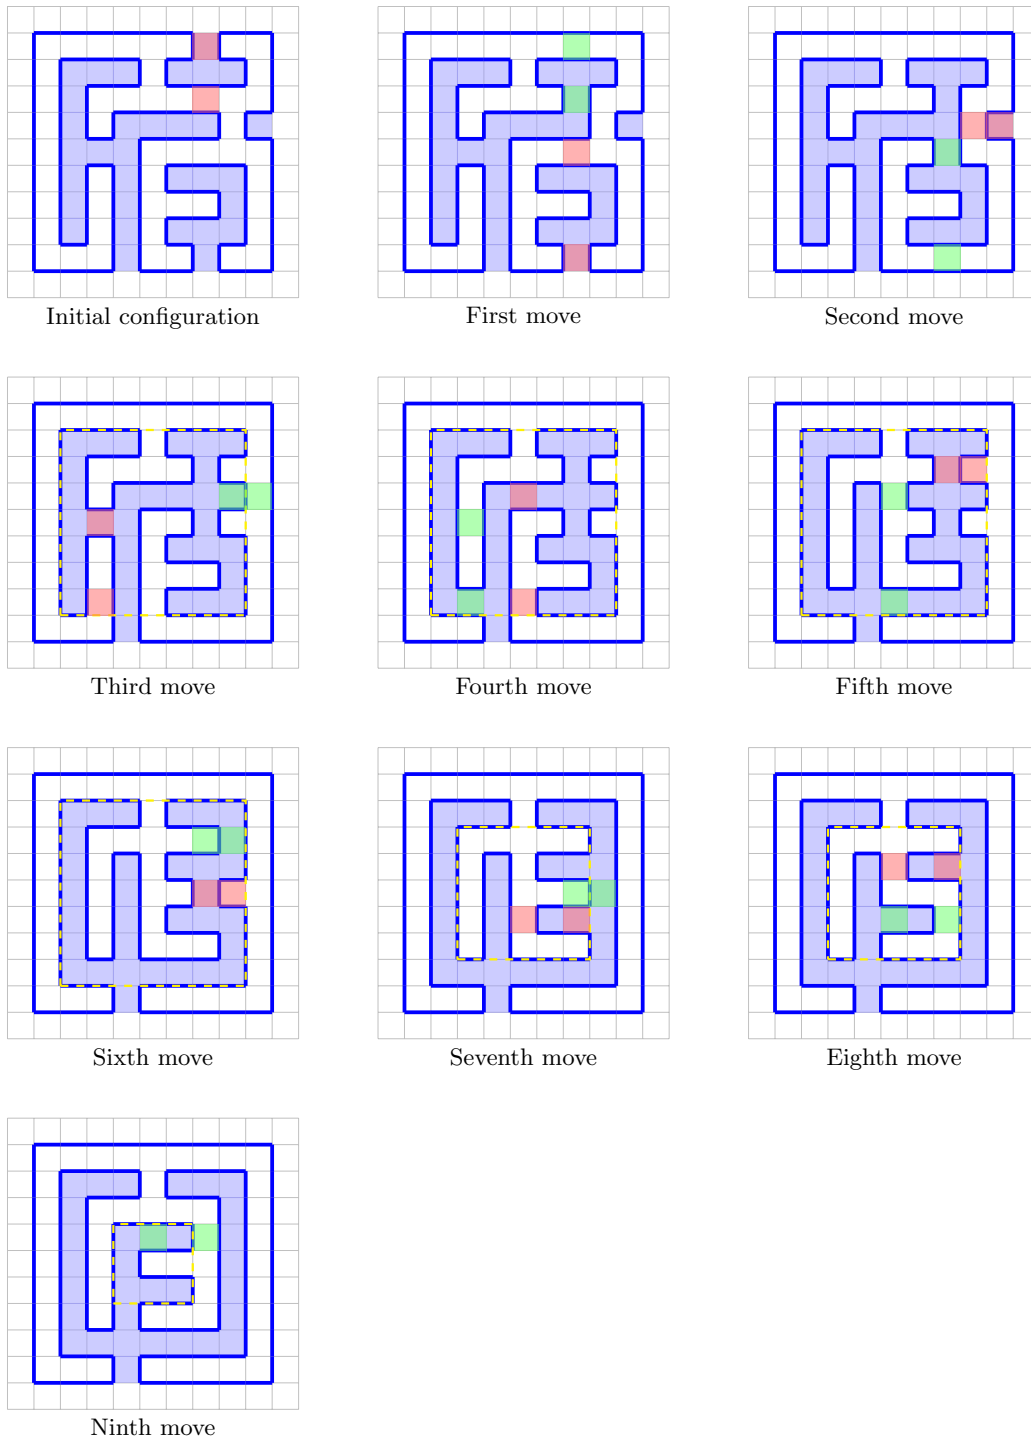 Initial configuration
First move
Second move
Third move
Fourth move
Fifth move
Sixth move
Seventh move
Eighth move
Ninth move